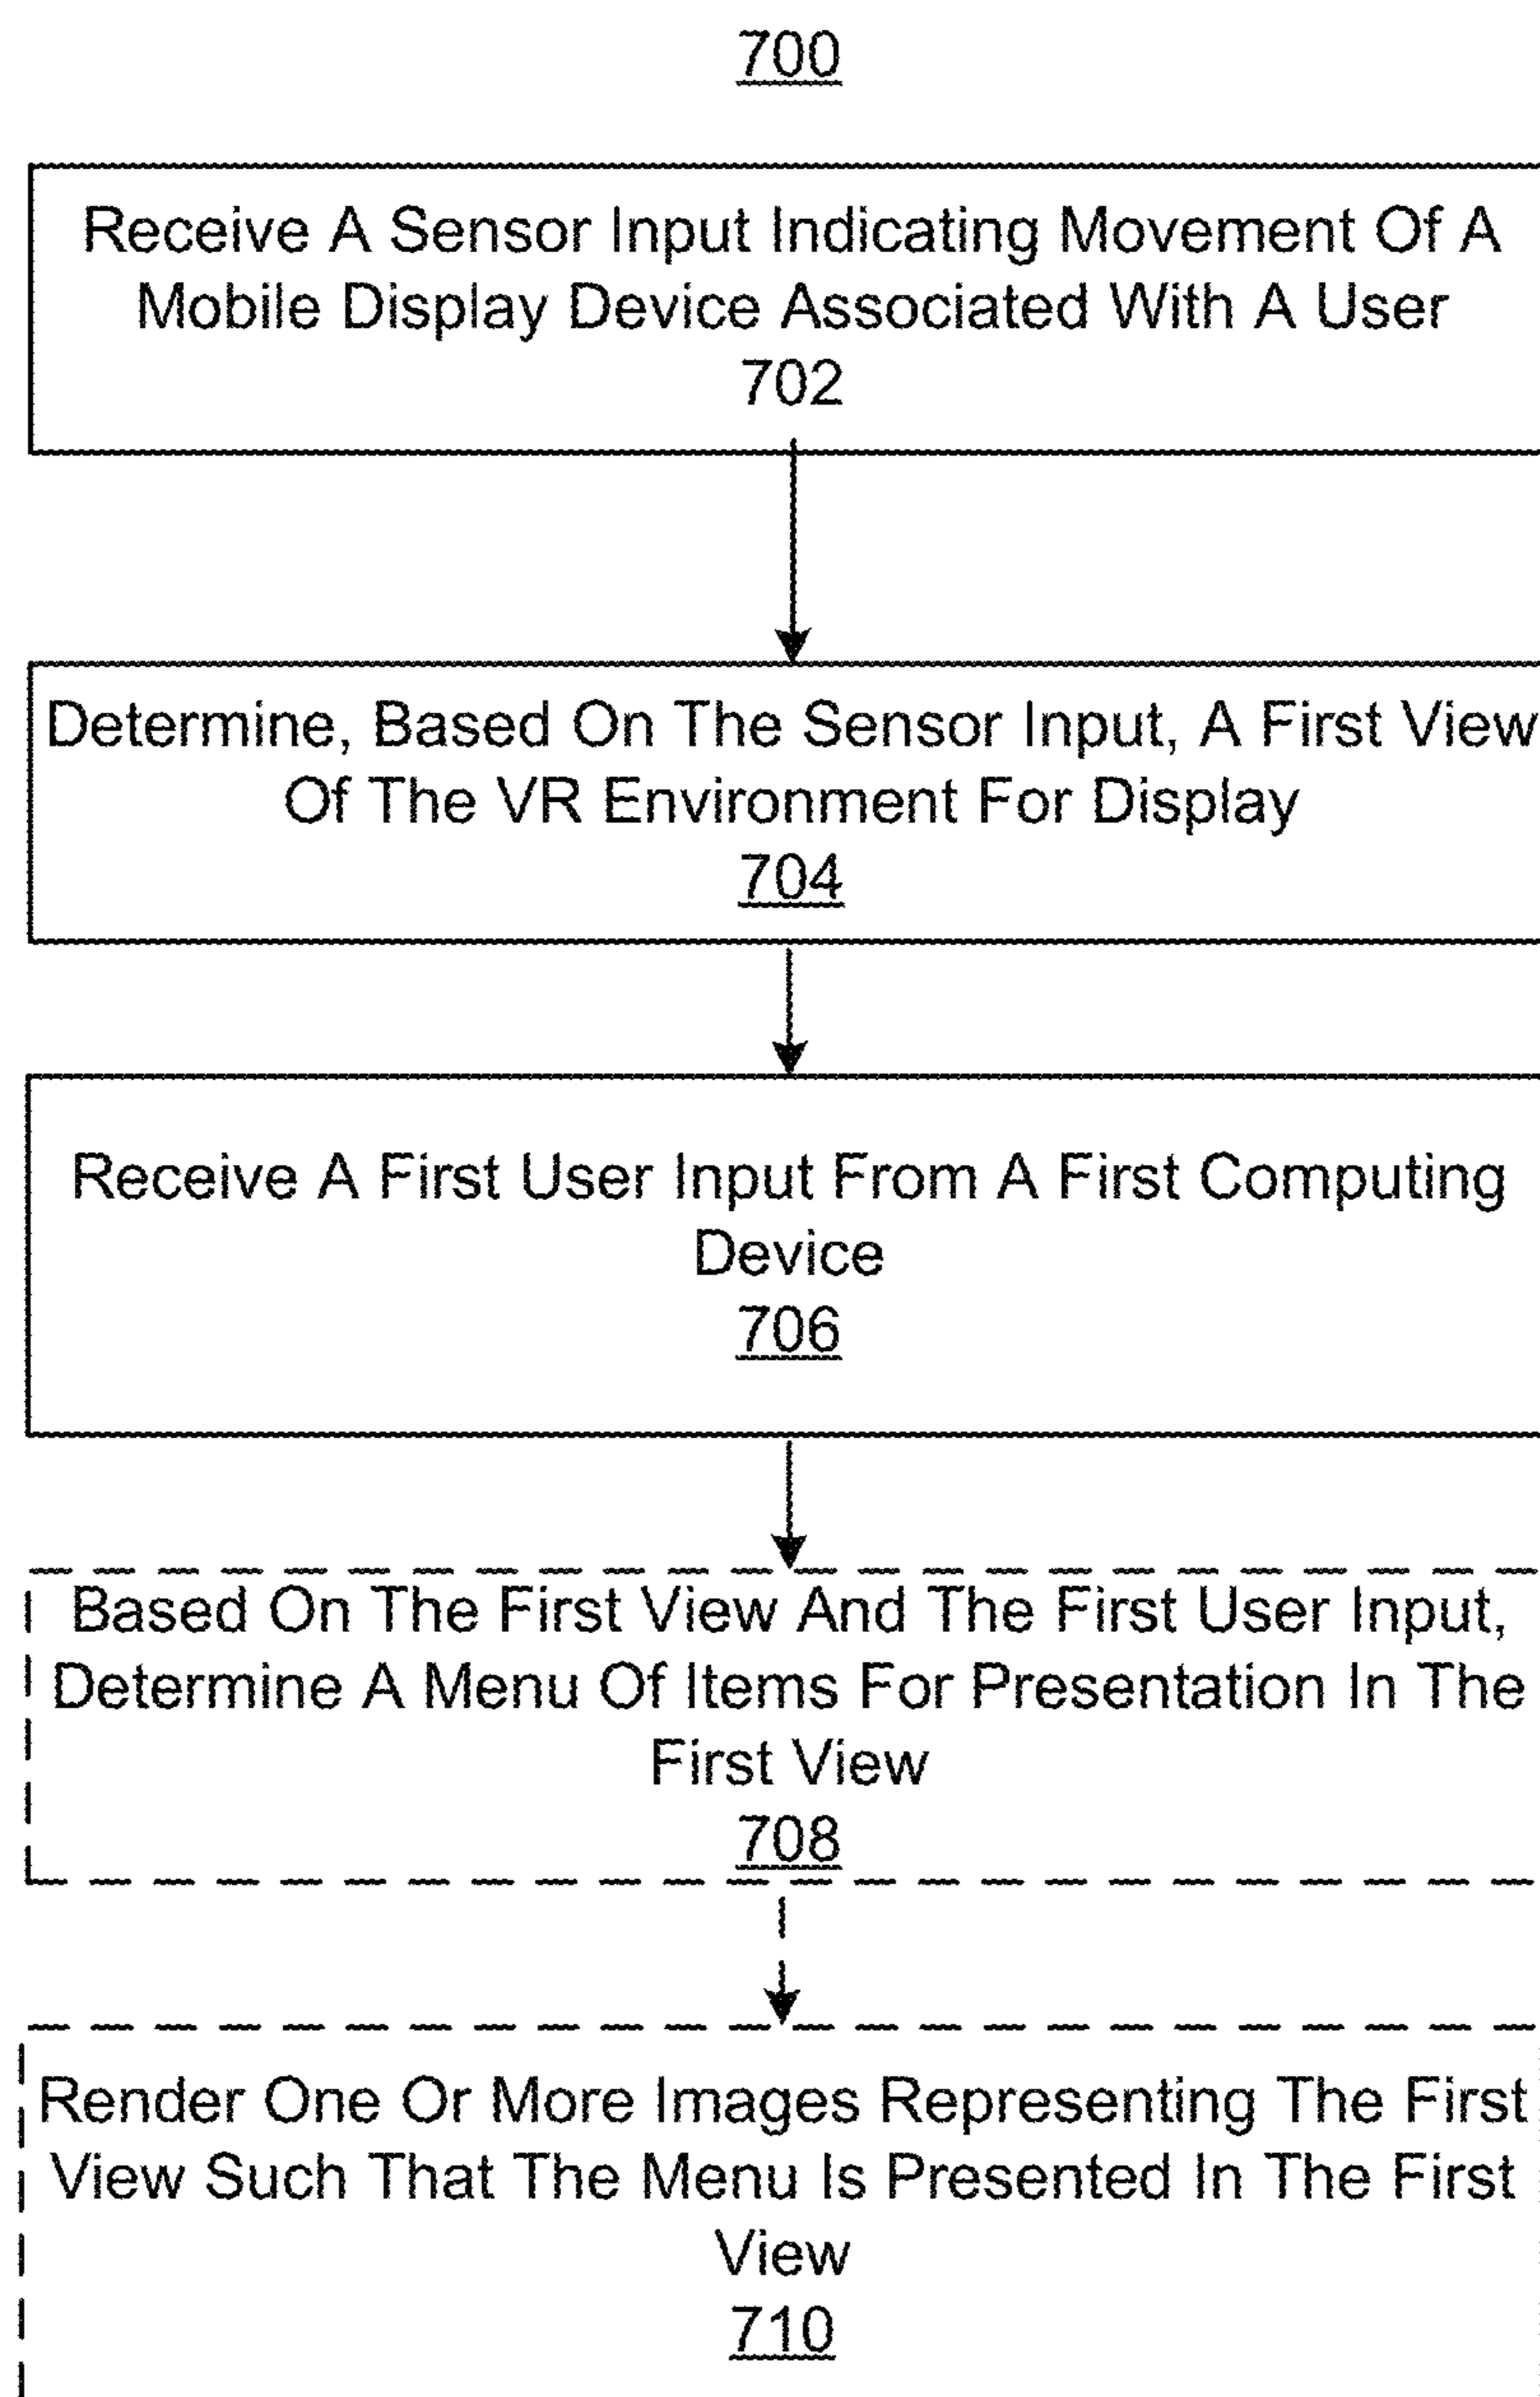 700
Receive A Sensor Input Indicating Movement Of A
Mobile Display Device Associated With A User
702
Determine, Based On The Sensor Input, A First View
Of The VR Environment For Display
704
Receive A First User Input From A First Computing
Device
706
Based On The First View And The First User Input,
Determine A Menu Of Items For Presentation In The
First View
708
Render One Or More Images Representing The First
View Such That The Menu Is Presented In The First
View
710